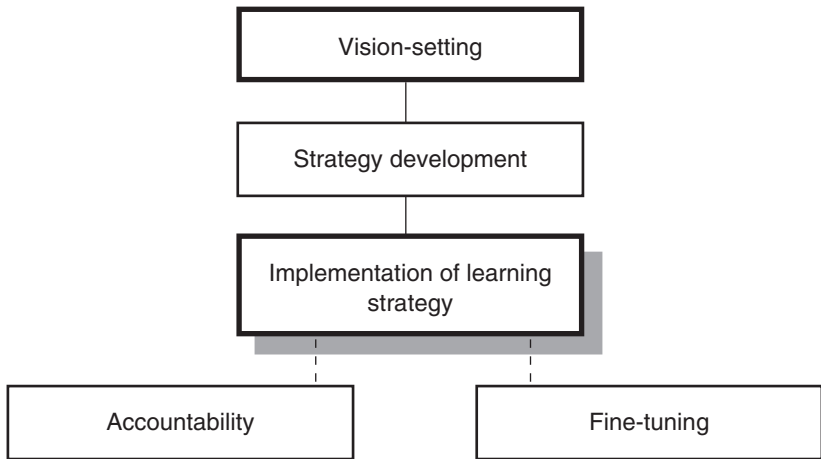 Vision-setting
Strategy development
Implementation of learning
strategy
Accountability
Fine-tuning